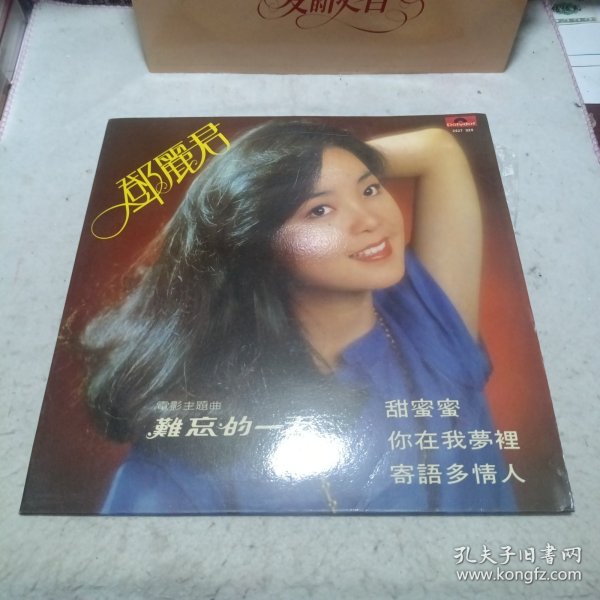 Polydor
鄧麗君
電影主題曲
難忘的一
甜蜜蜜
你在我夢裡
寄語多情人
孔夫子旧书网
www.kongfz.com